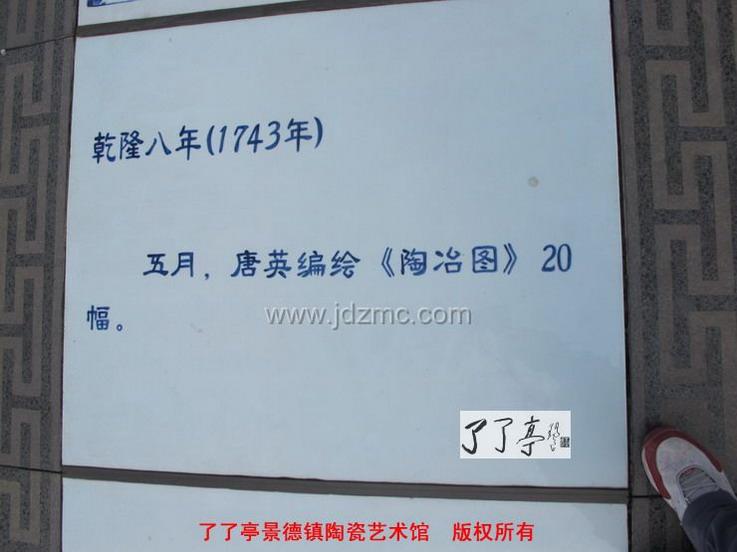 乾隆八年(1743年)
五月，唐英编绘《陶冶图》20
幅。
www.jdzmc.com
了了亭
了了亭景德镇陶瓷艺术馆 版权所有